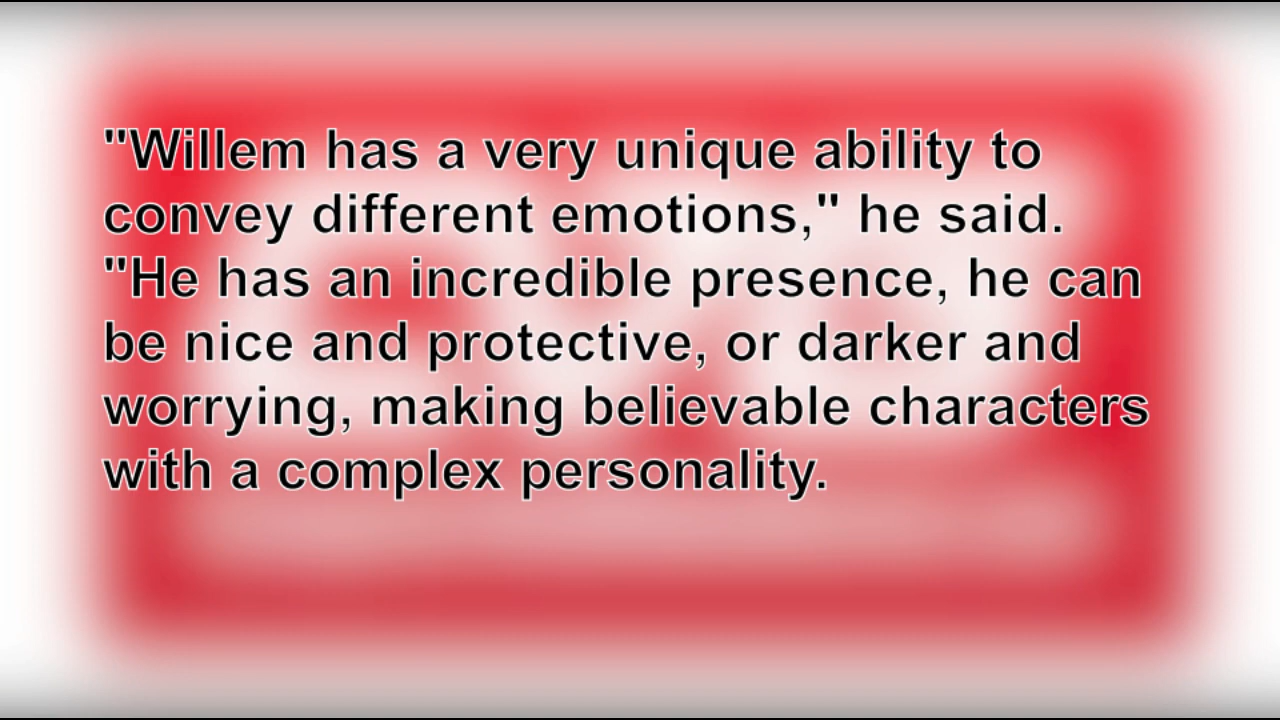 "Willem has a very unique ability to
convey different emotions," he said.
"He has an incredible presence, he can
be nice and protective, or darker and
worrying, making believable characters
with a complex personality.